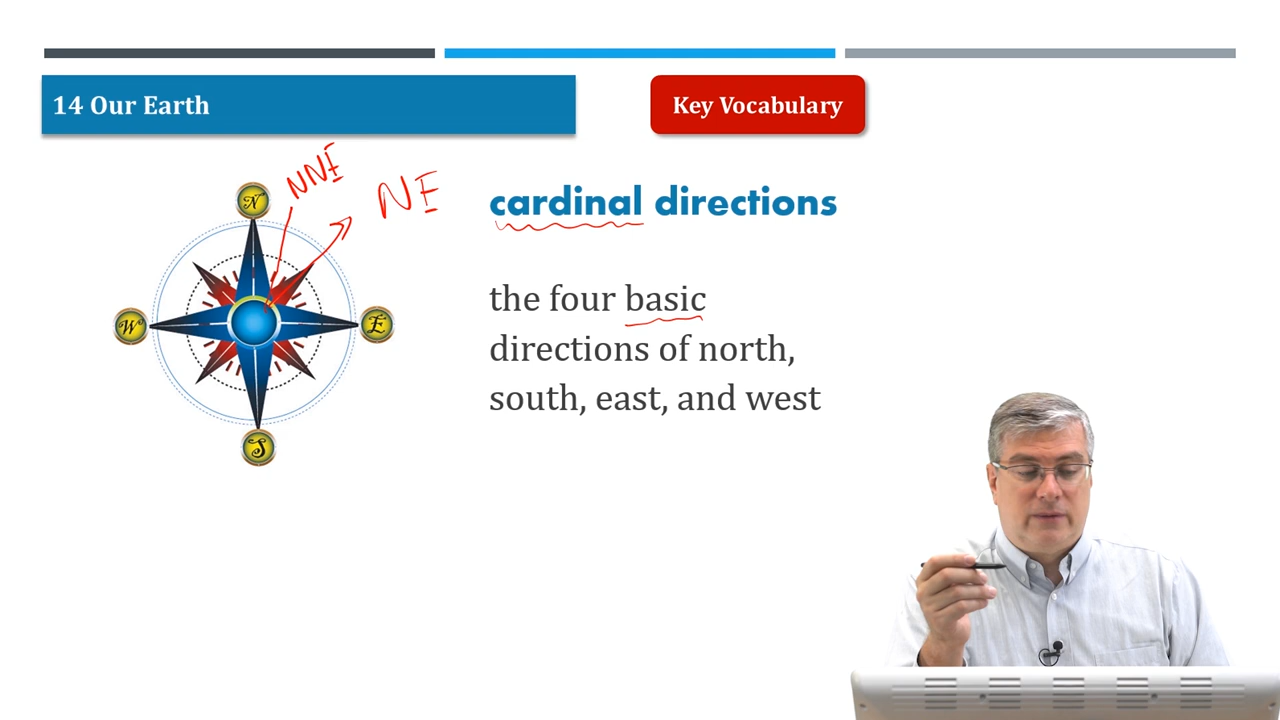 14 Our Earth
Key Vocabulary
NNE
NE
N
W
E
S
cardinal directions
the four basic
directions of north,
south, east, and west